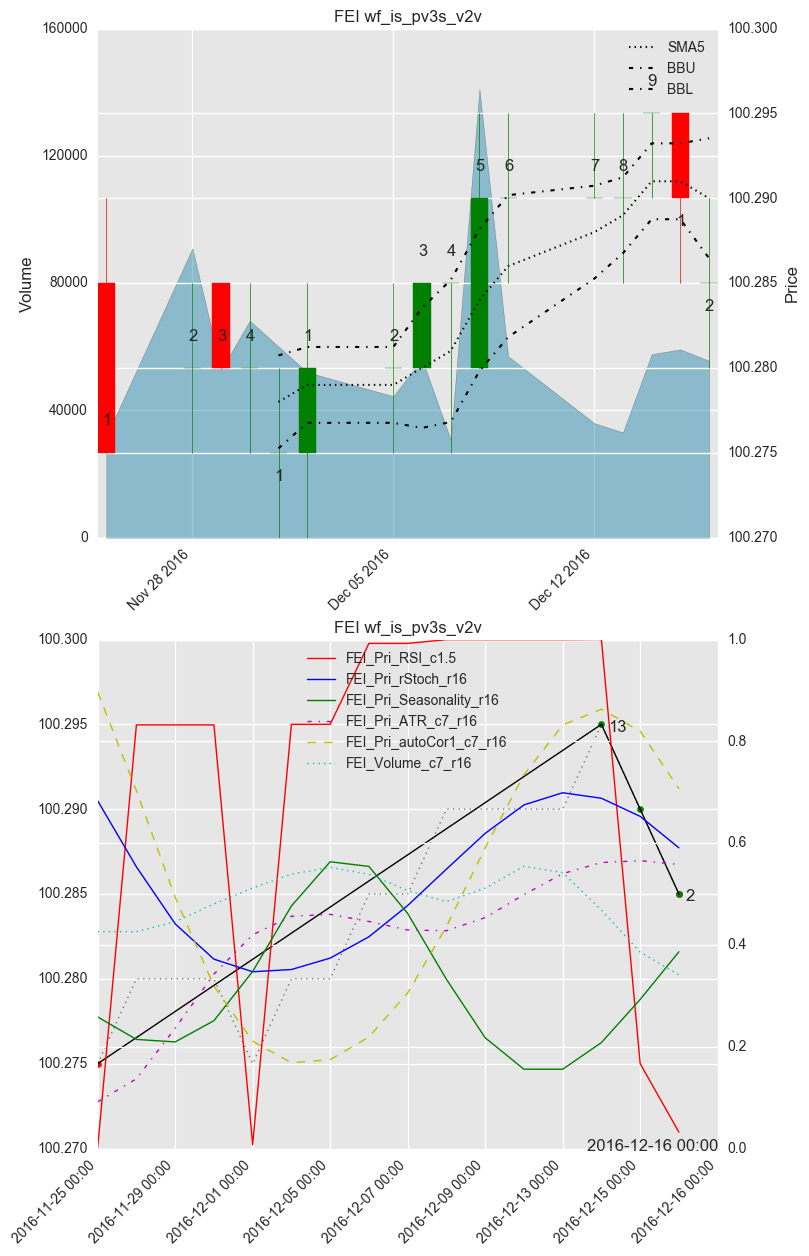 FEI wf_is_pv3s_v2v
160000
120000
80000
40000
0
Volume
100.300
100.295
100.290
100.285
100.280
100.275
100.270
Price
SMA5
BBU
BBL
9
5 6 7 8
3 4
1
2
2 3 4 1 2
1
1
Nov 28 2016
Dec 05 2016
Dec 12 2016
FEI wf_is_pv3s_v2v
100.300
100.295
100.290
100.285
100.280
100.275
100.270
1.0
0.8
0.6
0.4
0.2
0.0
FEI_Pri_RSI_c1.5
FEI_Pri_rStoch_r16
FEI_Pri_Seasonality_r16
FEI_Pri_ATR_c7_r16
FEI_Pri_autoCor1_c7_r16
FEI_Volume_c7_r16
13
2
2016-12-16 00:00
2016-11-25 00:00
2016-11-29 00:00
2016-12-01 00:00
2016-12-05 00:00
2016-12-07 00:00
2016-12-09 00:00
2016-12-13 00:00
2016-12-15 00:00
2016-12-16 00:00